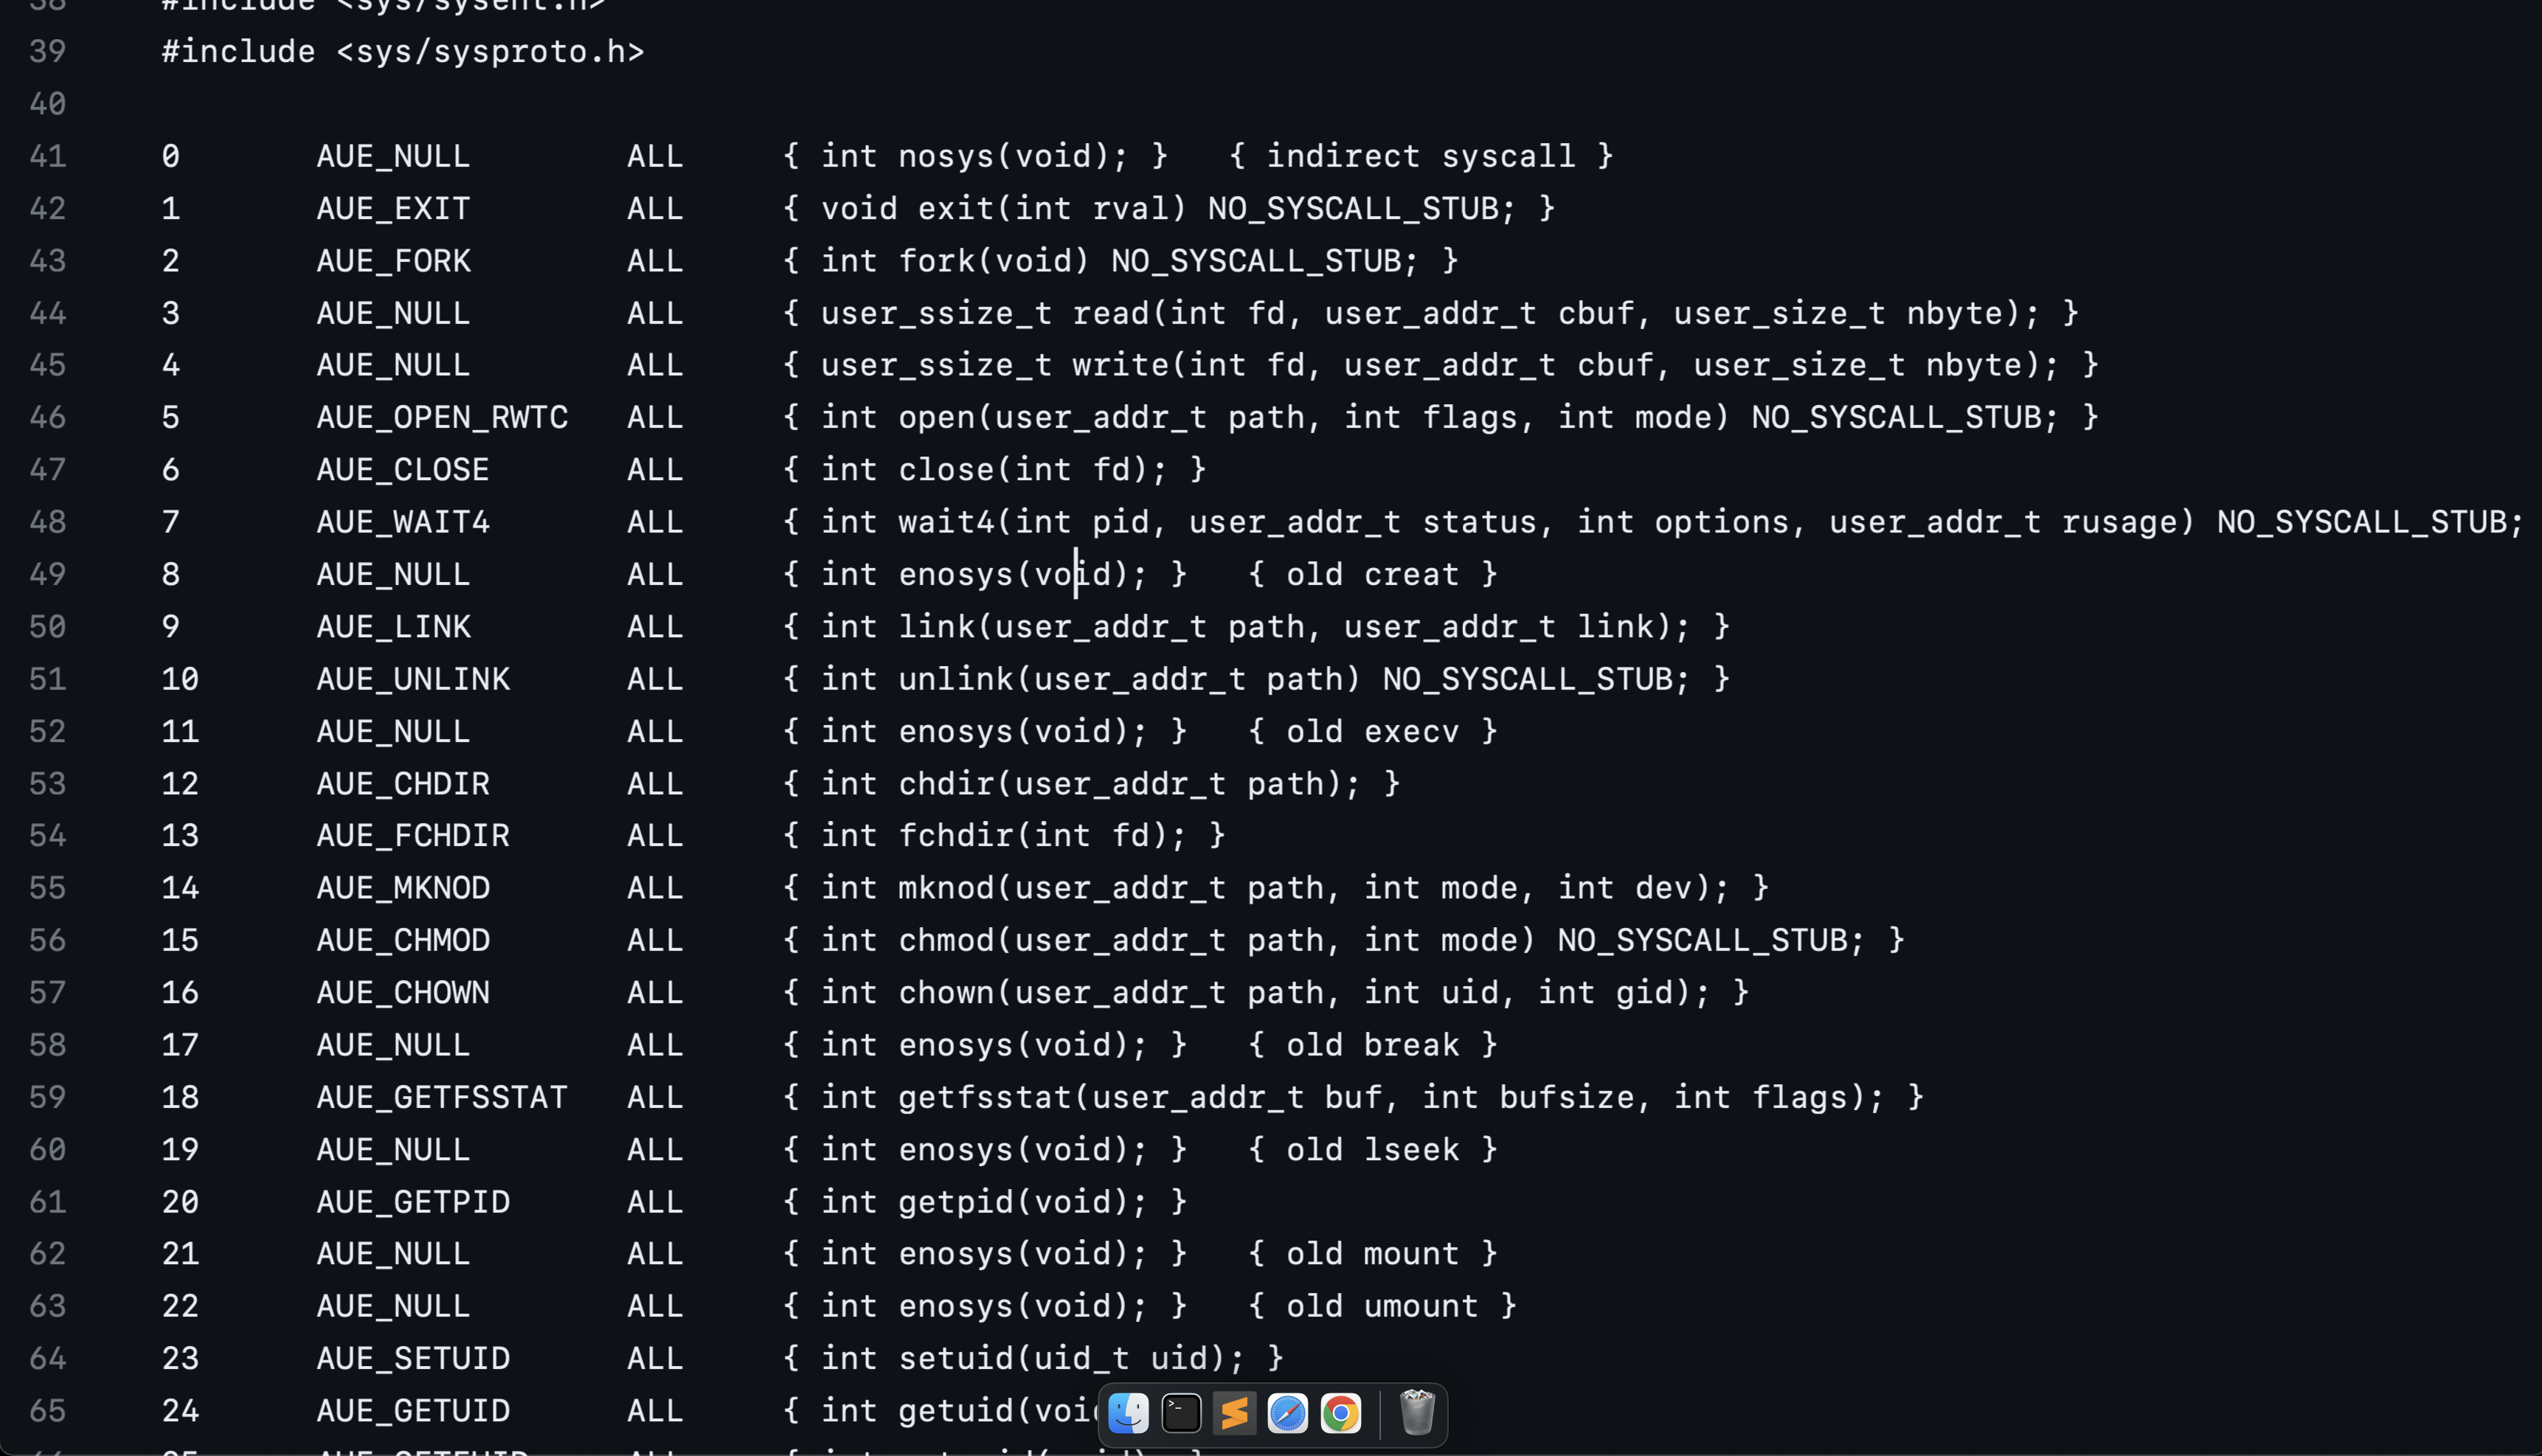 38 #include <sys/sysent.h>
39 #include <sys/sysproto.h>
40
41 0 AUE_NULL ALL { int nosys(void); } { indirect syscall }
42 1 AUE_EXIT ALL { void exit(int rval) NO_SYSCALL_STUB; }
43 2 AUE_FORK ALL { int fork(void) NO_SYSCALL_STUB; }
44 3 AUE_NULL ALL { user_ssize_t read(int fd, user_addr_t cbuf, user_size_t nbyte); }
45 4 AUE_NULL ALL { user_ssize_t write(int fd, user_addr_t cbuf, user_size_t nbyte); }
46 5 AUE_OPEN_RWTC ALL { int open(user_addr_t path, int flags, int mode) NO_SYSCALL_STUB; }
47 6 AUE_CLOSE ALL { int close(int fd); }
48 7 AUE_WAIT4 ALL { int wait4(int pid, user_addr_t status, int options, user_addr_t rusage) NO_SYSCALL_STUB;
49 8 AUE_NULL ALL { int enosys(void); } { old creat }
50 9 AUE_LINK ALL { int link(user_addr_t path, user_addr_t link); }
51 10 AUE_UNLINK ALL { int unlink(user_addr_t path) NO_SYSCALL_STUB; }
52 11 AUE_NULL ALL { int enosys(void); } { old execv }
53 12 AUE_CHDIR ALL { int chdir(user_addr_t path); }
54 13 AUE_FCHDIR ALL { int fchdir(int fd); }
55 14 AUE_MKNOD ALL { int mknod(user_addr_t path, int mode, int dev); }
56 15 AUE_CHMOD ALL { int chmod(user_addr_t path, int mode) NO_SYSCALL_STUB; }
57 16 AUE_CHOWN ALL { int chown(user_addr_t path, int uid, int gid); }
58 17 AUE_NULL ALL { int enosys(void); } { old break }
59 18 AUE_GETFSSTAT ALL { int getfsstat(user_addr_t buf, int bufsize, int flags); }
60 19 AUE_NULL ALL { int enosys(void); } { old lseek }
61 20 AUE_GETPID ALL { int getpid(void); }
62 21 AUE_NULL ALL { int enosys(void); } { old mount }
63 22 AUE_NULL ALL { int enosys(void); } { old umount }
64 23 AUE_SETUID ALL { int setuid(uid_t uid); }
65 24 AUE_GETUID ALL { int getuid(voi